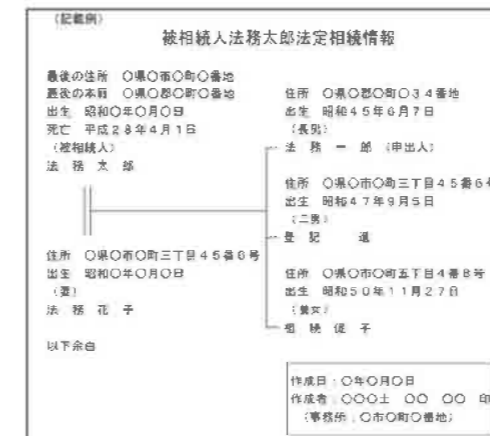 （記載例）
被相続人法務太郎法定相続情報
最後の住所　○県○市○町○番地
最後の本籍　○県○郡○町○番地
出生　昭和○年○月○日
死亡　平成28年4月1日
（被相続人）
法　務　太　郎
住所　○県○市○町三丁目45番6号
出生　昭和○年○月○日
（妻）
法　務　花　子
以下余白
住所　○県○郡○町○34番地
出生　昭和45年6月7日
（長男）
法　務　一　郎　（申出人）
住所　○県○市○町三丁目45番6号
出生　昭和47年9月5日
（二男）
登　記　　進
住所　○県○市○町五丁目4番8号
出生　昭和50年11月27日
（養女）
相　続　促　子
作成日：○年○月○日
作成者：○○○士　○○　○○　印
（事務所：○市○町○番地）